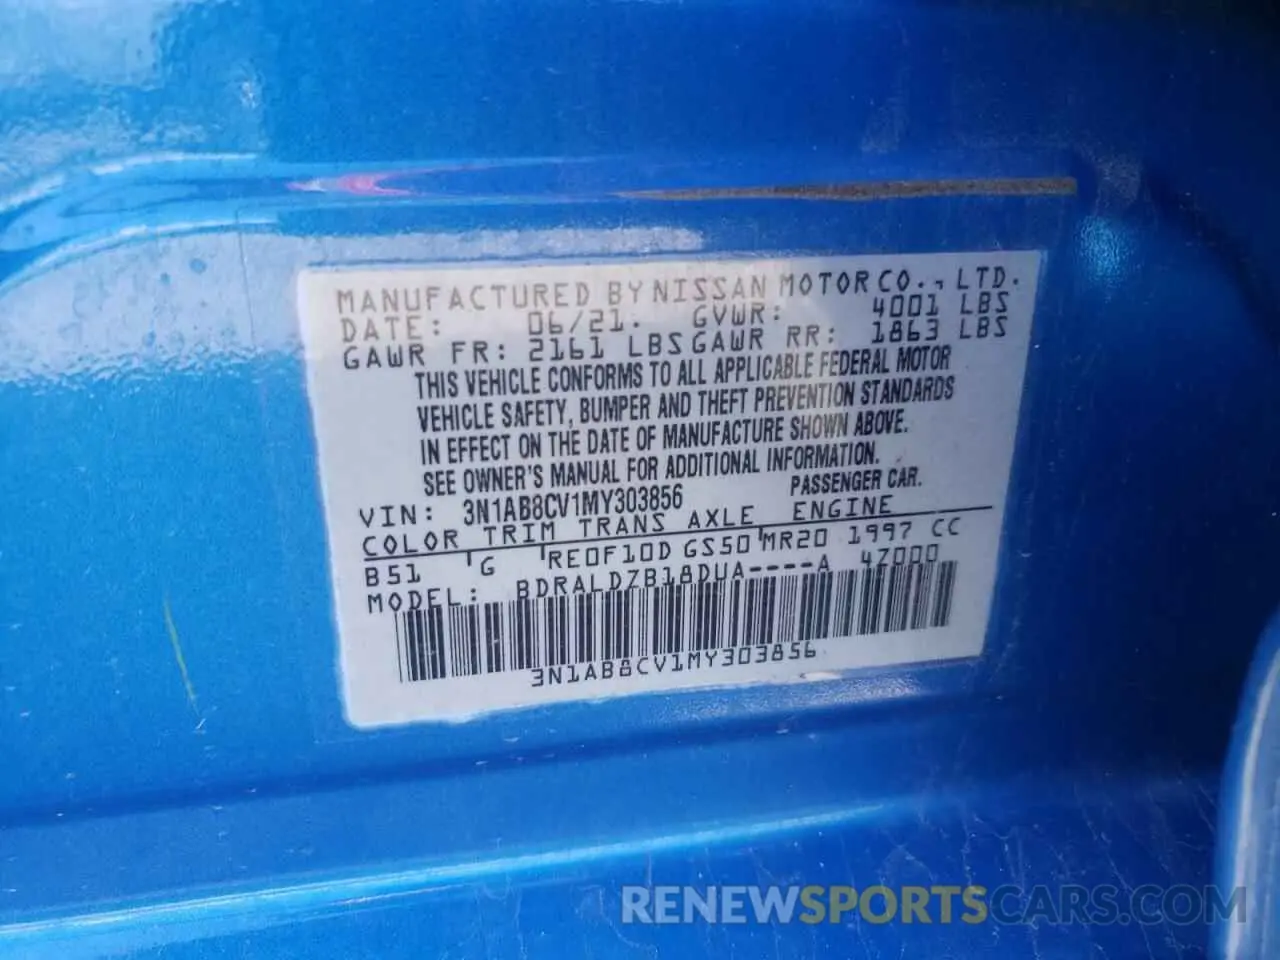 MANUFACTURED BY NISSAN MOTOR CO., LTD.
DATE: 06/21. GVWR: 4001 LBS
GAWR FR: 2161 LBS GAWR RR: 1863 LBS
THIS VEHICLE CONFORMS TO ALL APPLICABLE FEDERAL MOTOR
VEHICLE SAFETY, BUMPER AND THEFT PREVENTION STANDARDS
IN EFFECT ON THE DATE OF MANUFACTURE SHOWN ABOVE.
SEE OWNER'S MANUAL FOR ADDITIONAL INFORMATION.
VIN: 3N1AB8CV1MY303856 PASSENGER CAR.
COLOR TRIM TRANS AXLE ENGINE
B51 G RE0F10D GS50 MR20 1997 CC
MODEL: BDRALDZB18DUA----A 4Z000
3N1AB8CV1MY303856
RENEWSPORTSCARS.COM